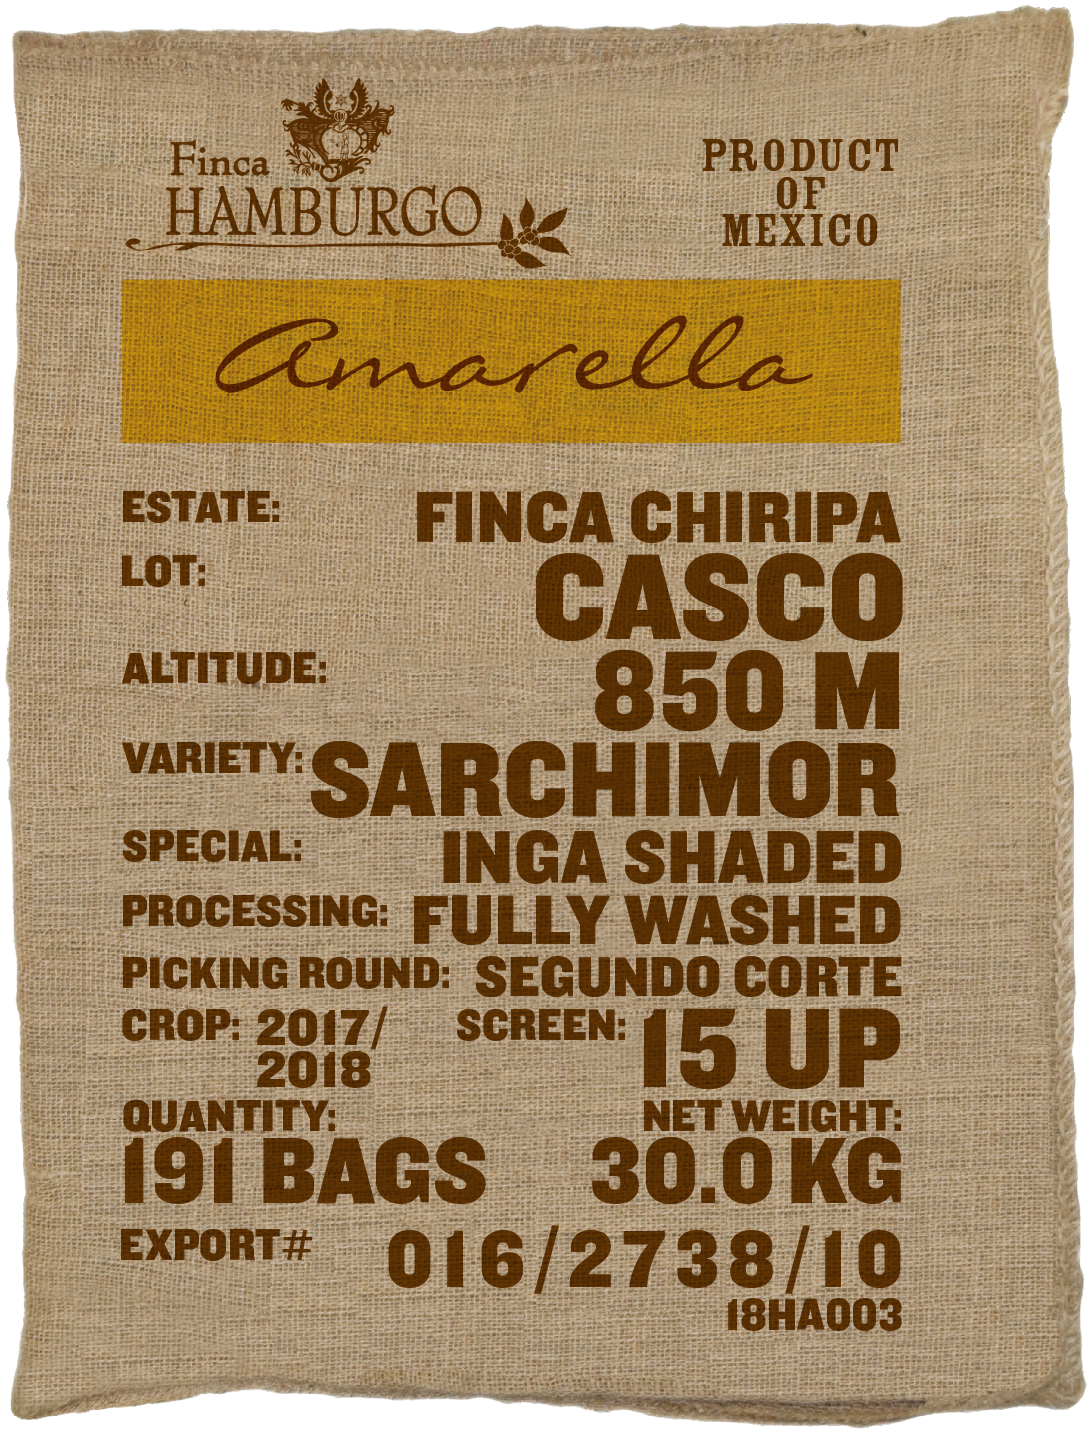 Finca
HAMBURGO
PRODUCT
OF
MEXICO
Amarella
ESTATE: FINCA CHIRIPA
LOT: CASCO
ALTITUDE: 850 M
VARIETY: SARCHIMOR
SPECIAL: INGA SHADED
PROCESSING: FULLY WASHED
PICKING ROUND: SEGUNDO CORTE
CROP: 2017/ SCREEN: 15 UP
2018
QUANTITY: NET WEIGHT:
191 BAGS 30.0 KG
EXPORT# 016/2738/10
18HA003